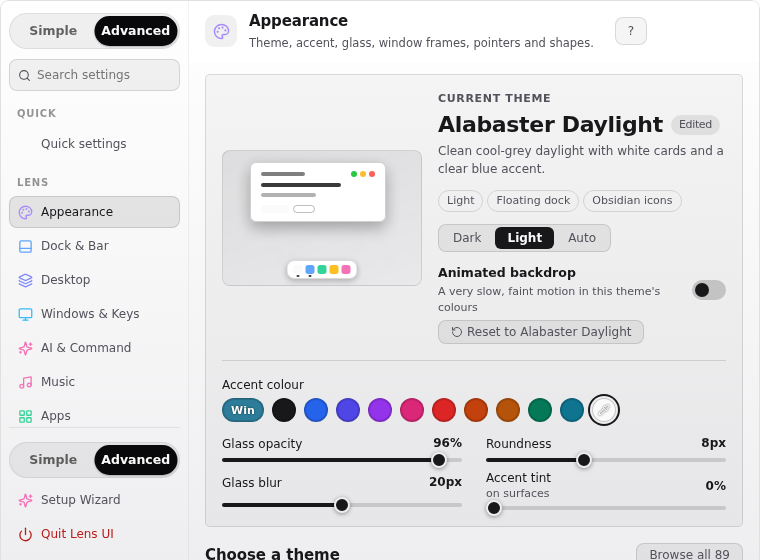 Simple Advanced
Search settings
QUICK
Quick settings
LENS
Appearance
Dock & Bar
Desktop
Windows & Keys
AI & Command
Music
Apps
Simple Advanced
Setup Wizard
Quit Lens UI
Appearance
Theme, accent, glass, window frames, pointers and shapes.
?
CURRENT THEME
Alabaster Daylight Edited
Clean cool-grey daylight with white cards and a
clear blue accent.
Light Floating dock Obsidian icons
Dark Light Auto
Animated backdrop
A very slow, faint motion in this theme's
colours
Reset to Alabaster Daylight
Accent colour
Win
Glass opacity 96%
Roundness 8px
Glass blur 20px
Accent tint
on surfaces
0%
Choose a theme
Browse all 89